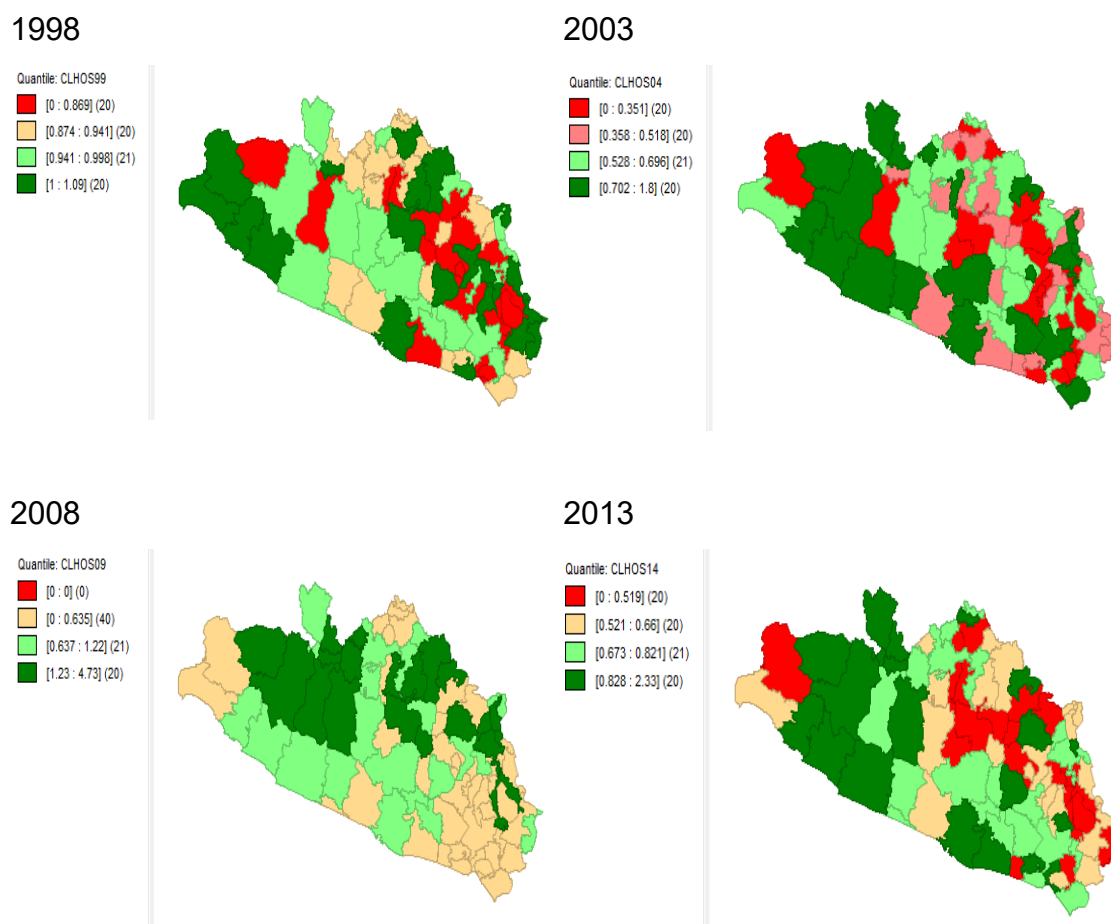 1998
Quantile: CLHOS99
[0 : 0.869] (20)
[0.874 : 0.941] (20)
[0.941 : 0.998] (21)
[1 : 1.09] (20)
2003
Quantile: CLHOS04
[0 : 0.351] (20)
[0.358 : 0.518] (20)
[0.528 : 0.696] (21)
[0.702 : 1.8] (20)
2008
Quantile: CLHOS09
[0 : 0] (0)
[0 : 0.635] (40)
[0.637 : 1.22] (21)
[1.23 : 4.73] (20)
2013
Quantile: CLHOS14
[0 : 0.519] (20)
[0.521 : 0.66] (20)
[0.673 : 0.821] (21)
[0.828 : 2.33] (20)